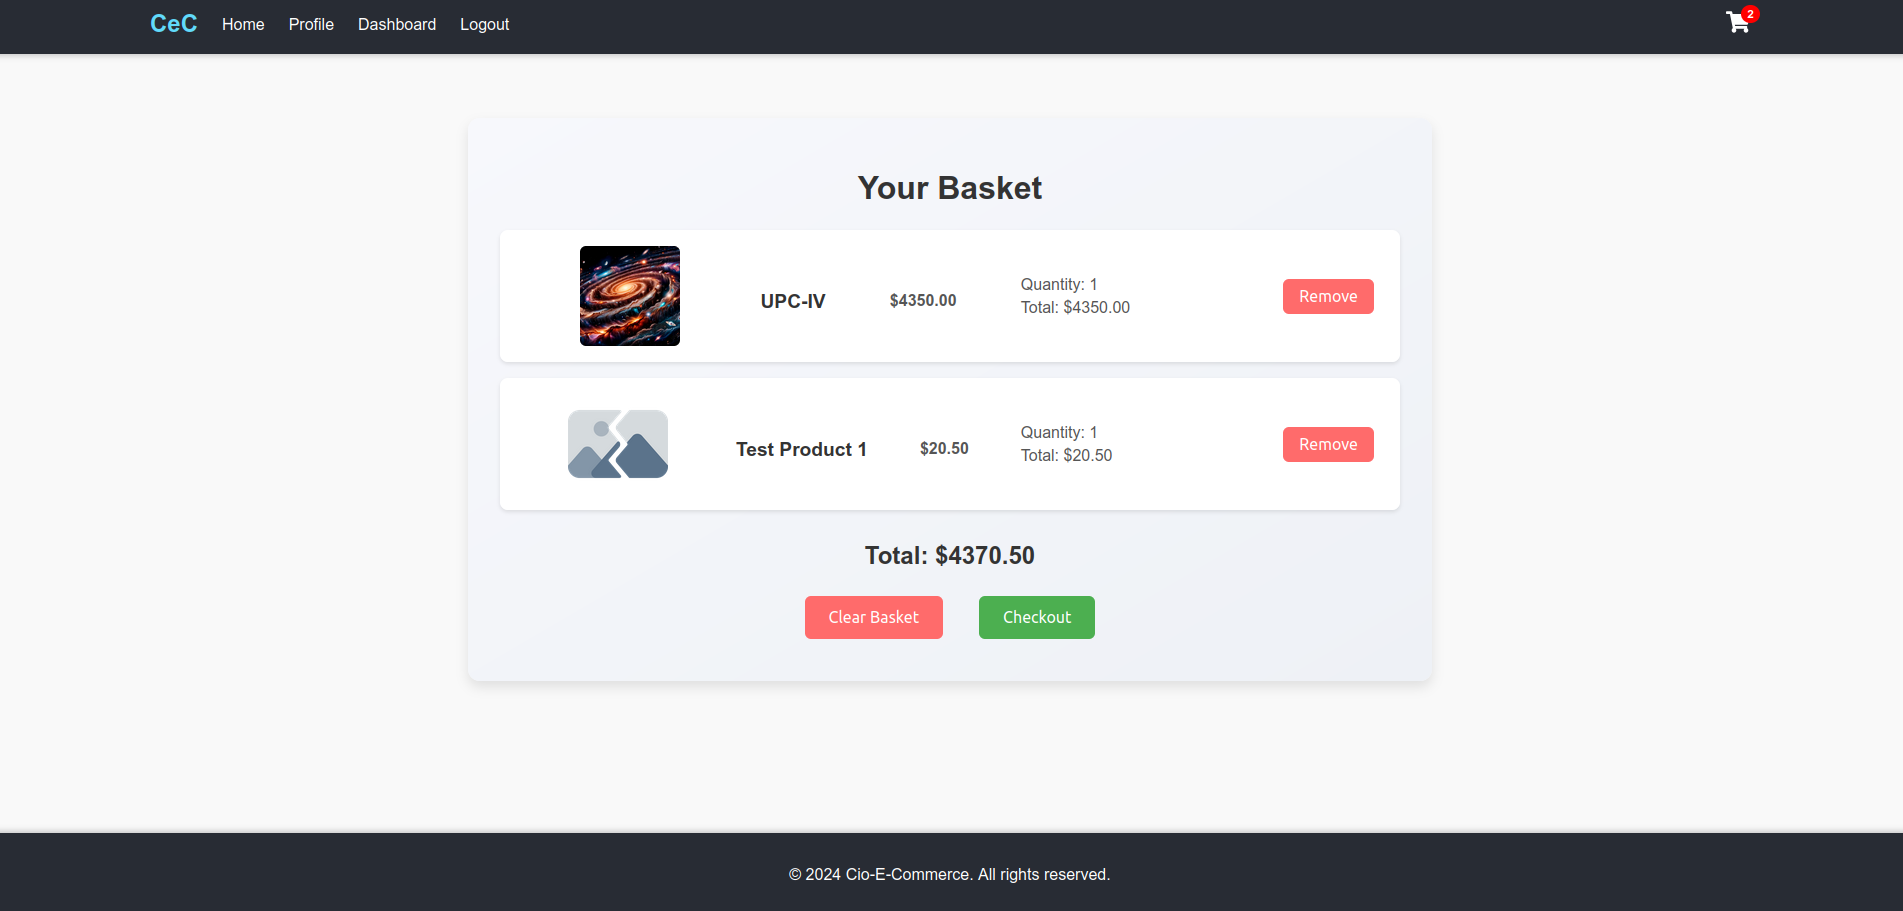 CeC Home Profile Dashboard Logout 2
Your Basket
UPC-IV $4350.00 Quantity: 1 Remove
Total: $4350.00
Test Product 1 $20.50 Quantity: 1 Remove
Total: $20.50
Total: $4370.50
Clear Basket Checkout
© 2024 Cio-E-Commerce. All rights reserved.